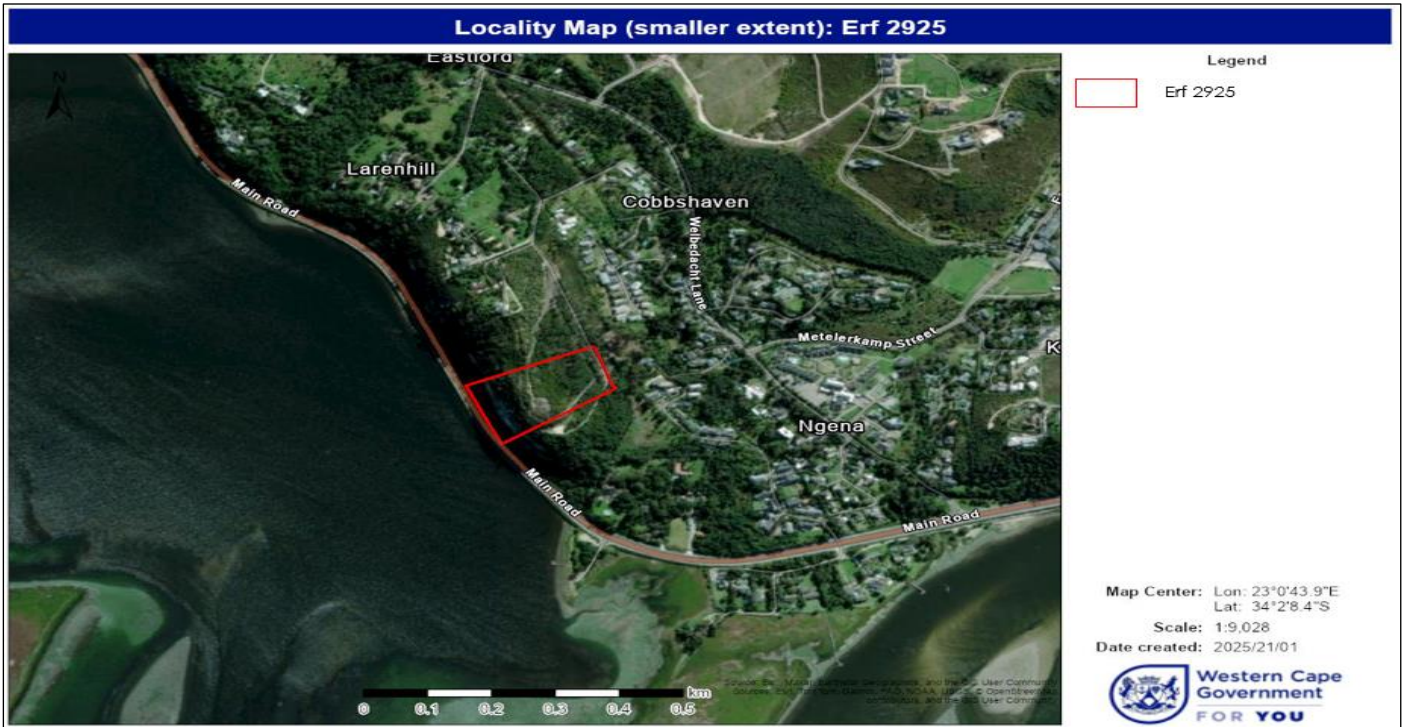 Locality Map (smaller extent): Erf 2925
Legend
Erf 2925
N
Eastford
Larenhill
Main Road
Cobbshaven
Welbedacht Lane
Metelerkamp Street
K
Ngena
Main Road
Main Road
km
0 0.1 0.2 0.3 0.4 0.5
Map Center: Lon: 23°0'43.9"E
Lat: 34°2'8.4"S
Scale: 1:9,028
Date created: 2025/21/01
Western Cape
Government
FOR YOU